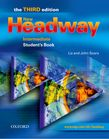 the THIRD edition
New
Headway
Intermediate
Student's Book
Liz and John Soars
OXFORD